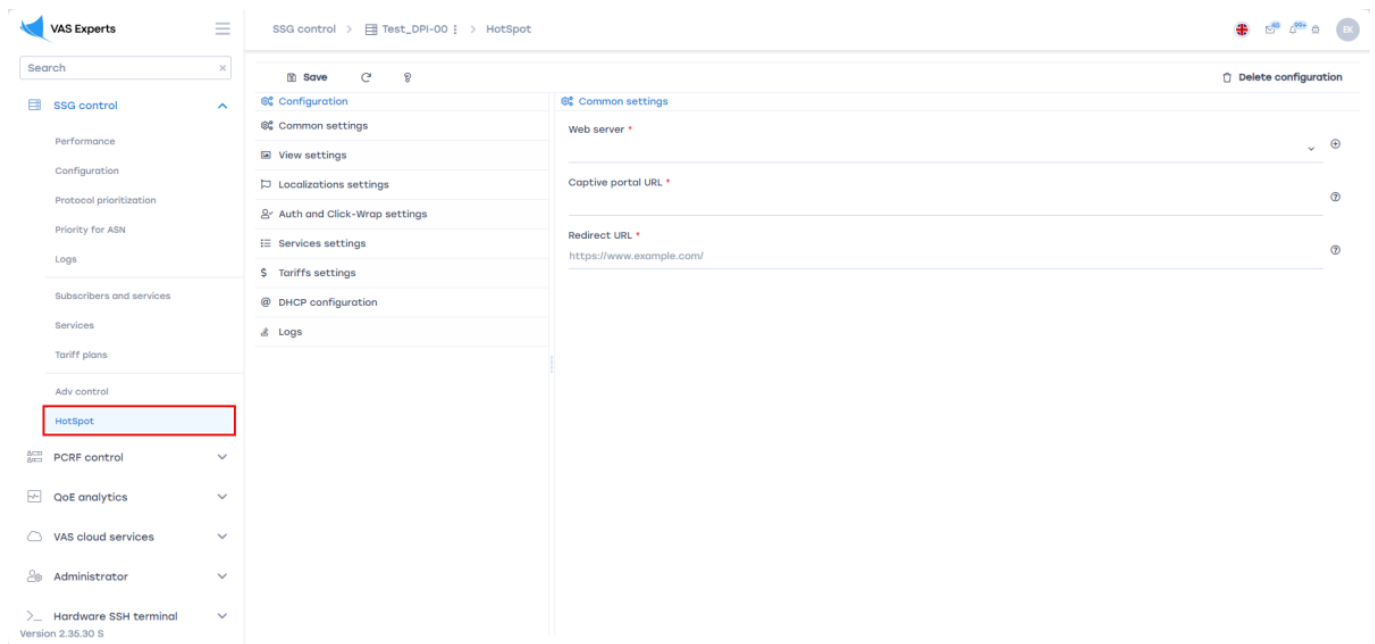 VAS Experts
SSG control > Test_DPI-00 > HotSpot
48
99+
EK
Search
Save
Delete configuration
SSG control
Performance
Configuration
Protocol prioritization
Priority for ASN
Logs
Subscribers and services
Services
Tariff plans
Adv control
HotSpot
PCRF control
QoE analytics
VAS cloud services
Administrator
Hardware SSH terminal
Version 2.35.30 S
Configuration
Common settings
View settings
Localizations settings
Auth and Click-Wrap settings
Services settings
$ Tariffs settings
@ DHCP configuration
Logs
Common settings
Web server *
Captive portal URL *
Redirect URL *
https://www.example.com/